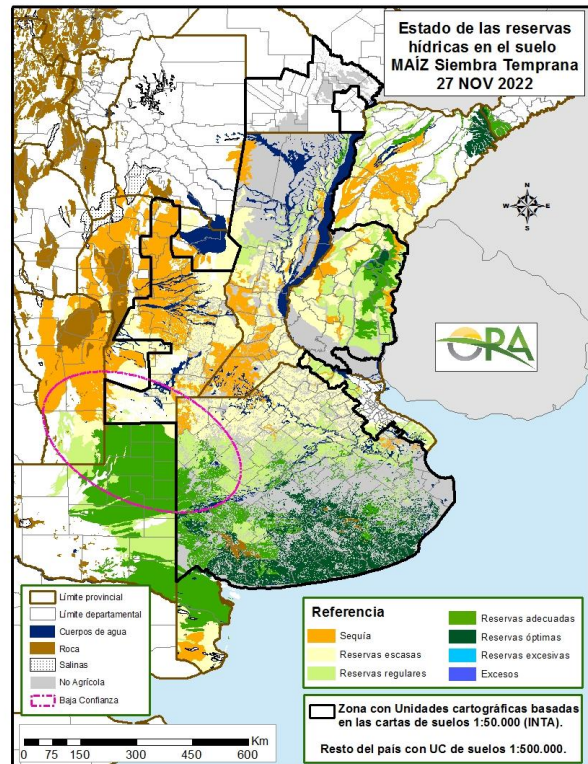 Estado de las reservas
hídricas en el suelo
MAÍZ Siembra Temprana
27 NOV 2022
N
W E
S
ORA
Límite provincial
Límite departamental
Cuerpos de agua
Roca
Salinas
No Agrícola
Baja Confianza
Referencia
Sequía
Reservas escasas
Reservas regulares
Reservas adecuadas
Reservas óptimas
Reservas excesivas
Excesos
Zona con Unidades cartográficas basadas
en las cartas de suelos 1:50.000 (INTA).
Resto del país con UC de suelos 1:500.000.
Km
0 75 150 300 450 600